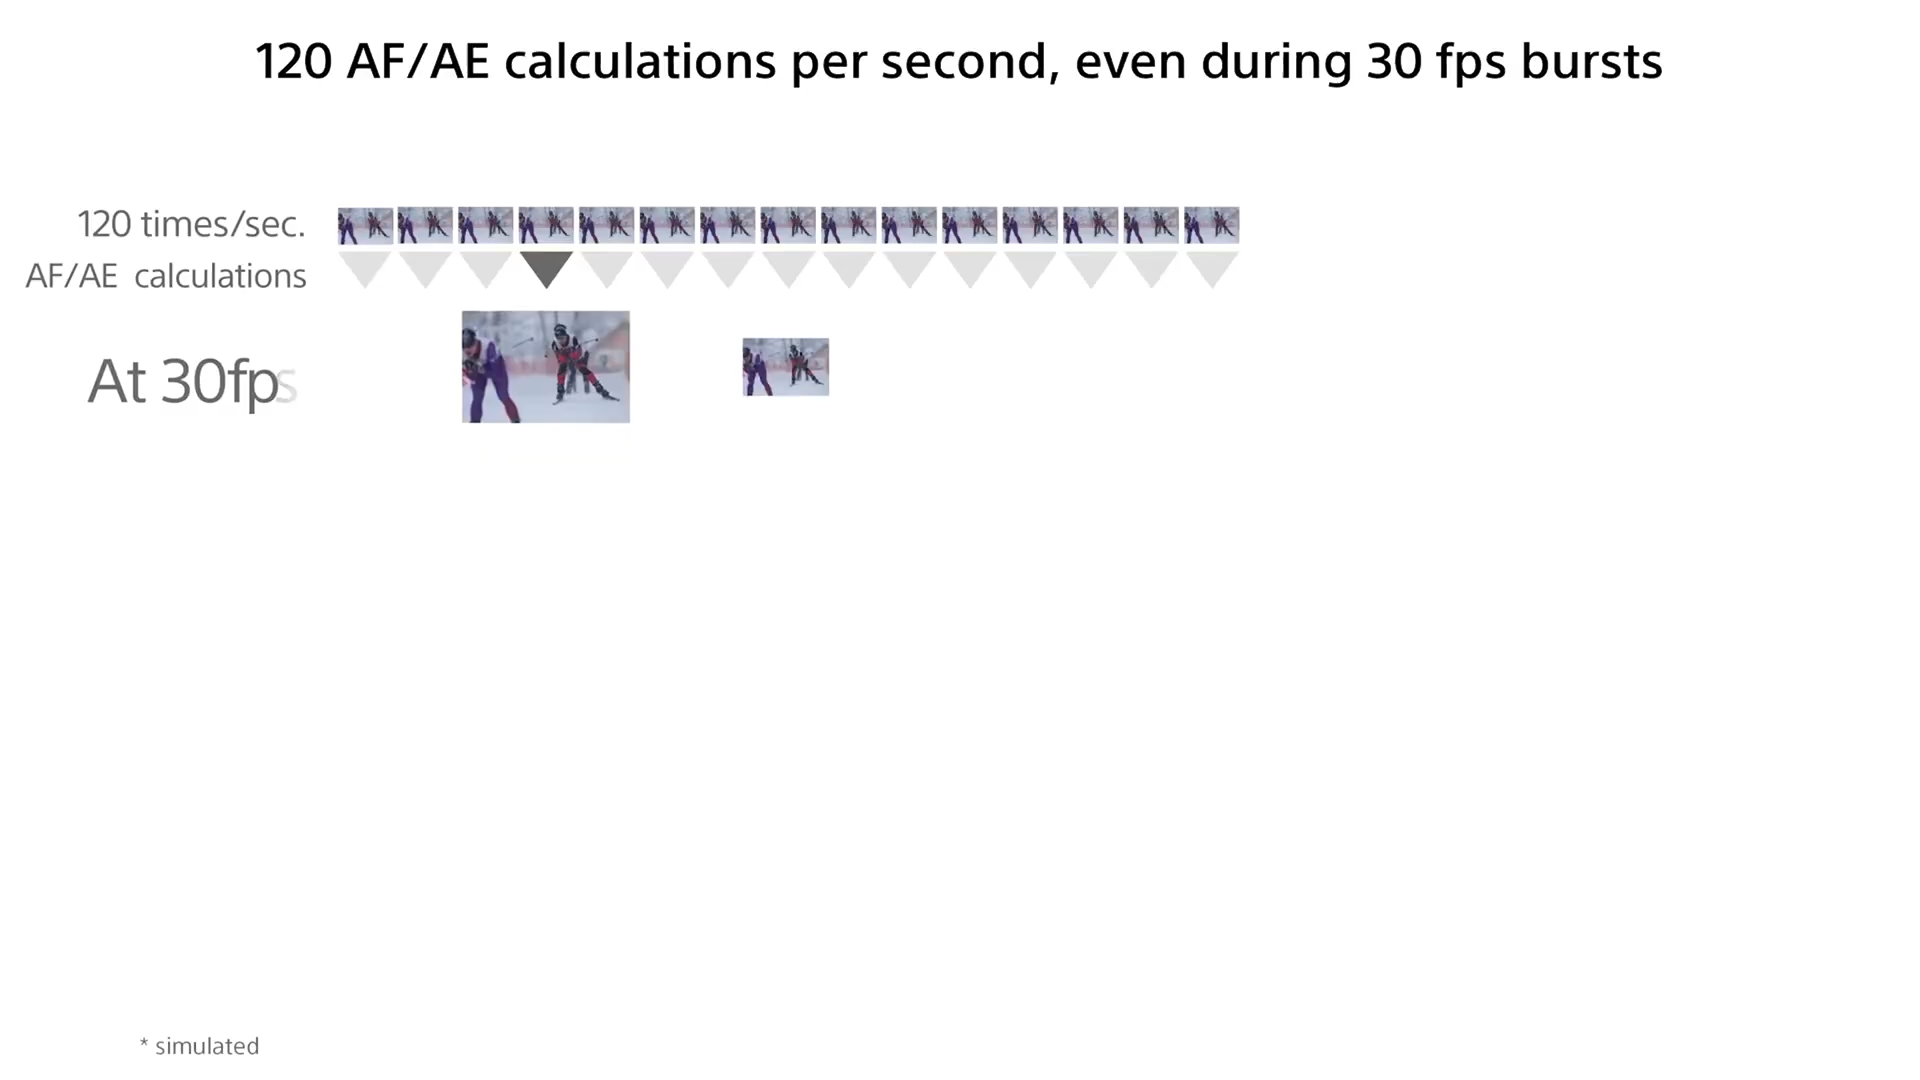 120 AF/AE calculations per second, even during 30 fps bursts
120 times/sec.
AF/AE calculations
At 30fps
* simulated